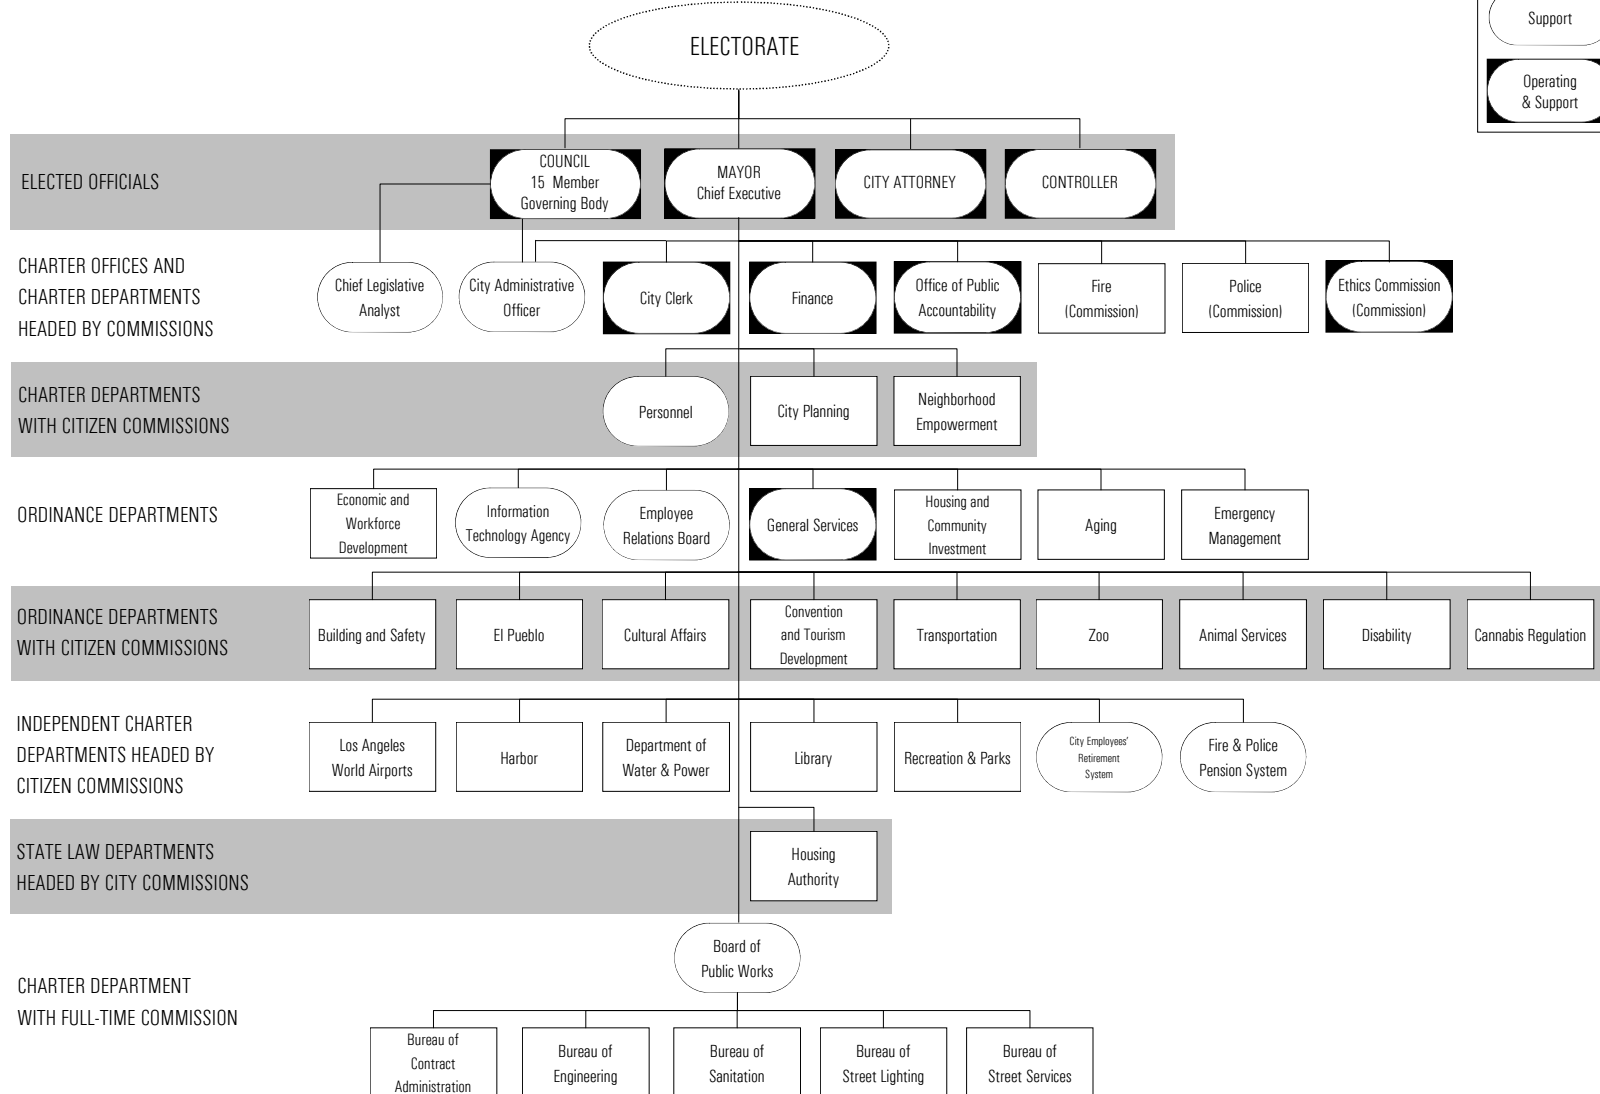 ELECTORATE
Support
Operating
& Support
ELECTED OFFICIALS
COUNCIL
15 Member
Governing Body
MAYOR
Chief Executive
CITY ATTORNEY
CONTROLLER
CHARTER OFFICES AND
CHARTER DEPARTMENTS
HEADED BY COMMISSIONS
Chief Legislative
Analyst
City Administrative
Officer
City Clerk
Finance
Office of Public
Accountability
Fire
(Commission)
Police
(Commission)
Ethics Commission
(Commission)
CHARTER DEPARTMENTS
WITH CITIZEN COMMISSIONS
Personnel
City Planning
Neighborhood
Empowerment
ORDINANCE DEPARTMENTS
Economic and
Workforce
Development
Information
Technology Agency
Employee
Relations Board
General Services
Housing and
Community
Investment
Aging
Emergency
Management
ORDINANCE DEPARTMENTS
WITH CITIZEN COMMISSIONS
Building and Safety
El Pueblo
Cultural Affairs
Convention
and Tourism
Development
Transportation
Zoo
Animal Services
Disability
Cannabis Regulation
INDEPENDENT CHARTER
DEPARTMENTS HEADED BY
CITIZEN COMMISSIONS
Los Angeles
World Airports
Harbor
Department of
Water & Power
Library
Recreation & Parks
City Employees'
Retirement
System
Fire & Police
Pension System
STATE LAW DEPARTMENTS
HEADED BY CITY COMMISSIONS
Housing
Authority
CHARTER DEPARTMENT
WITH FULL-TIME COMMISSION
Board of
Public Works
Bureau of
Contract
Administration
Bureau of
Engineering
Bureau of
Sanitation
Bureau of
Street Lighting
Bureau of
Street Services